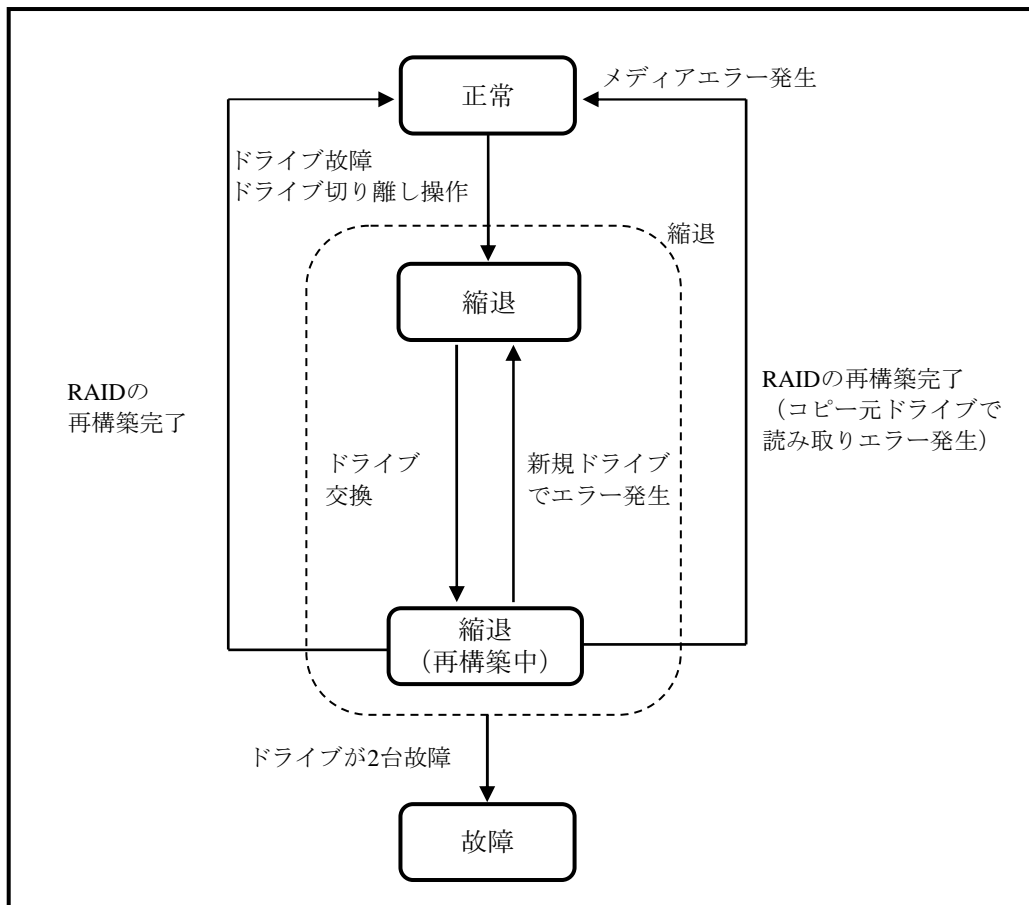 正常
メディアエラー発生
ドライブ故障
ドライブ切り離し操作
縮退
縮退
RAIDの
再構築完了
RAIDの再構築完了
（コピー元ドライブで
読み取りエラー発生）
ドライブ
交換
新規ドライブ
でエラー発生
縮退
（再構築中）
ドライブが2台故障
故障